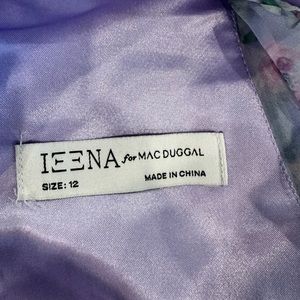 IEENA for MAC DUGGAL
SIZE: 12
MADE IN CHINA